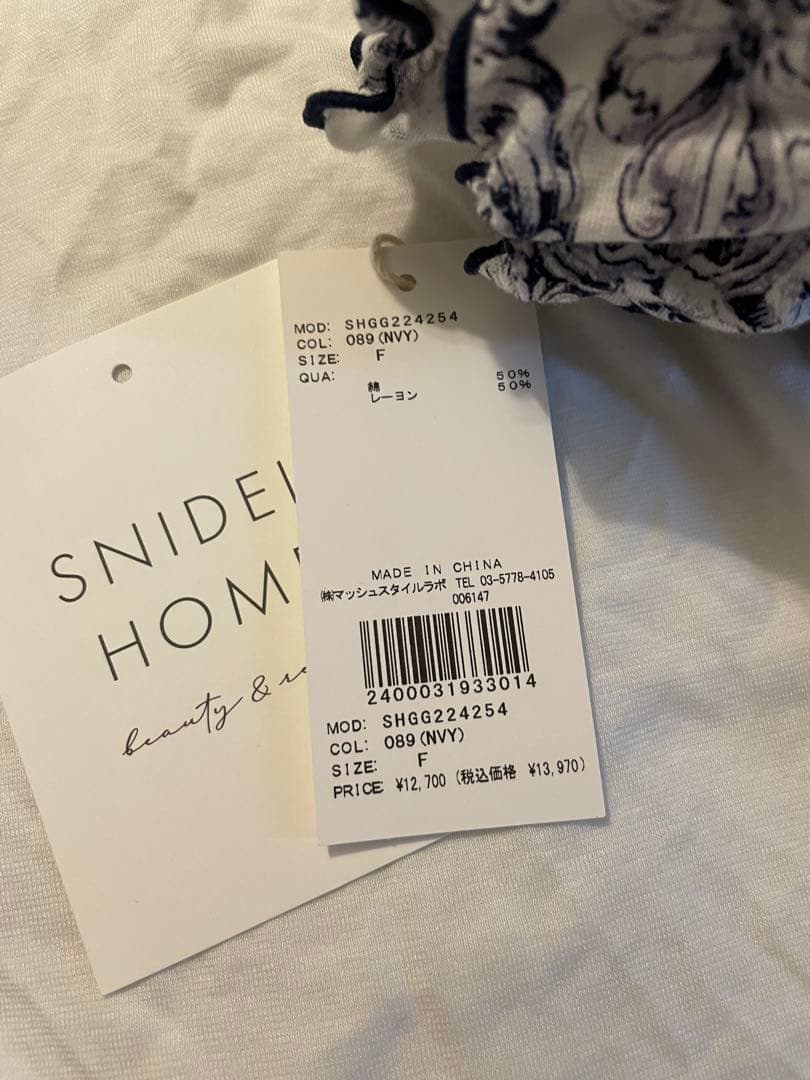 SNIDEL
HOM
beauty &
MOD: SHGG224254
COL: 089(NVY)
SIZE: F
QUA:
綿 50%
レーヨン 50%
MADE IN CHINA
㈱マッシュスタイルラボ TEL 03-5778-4105
006147
2400031933014
MOD: SHGG224254
COL: 089(NVY)
SIZE: F
PRICE: ¥12,700 (税込価格 ¥13,970)